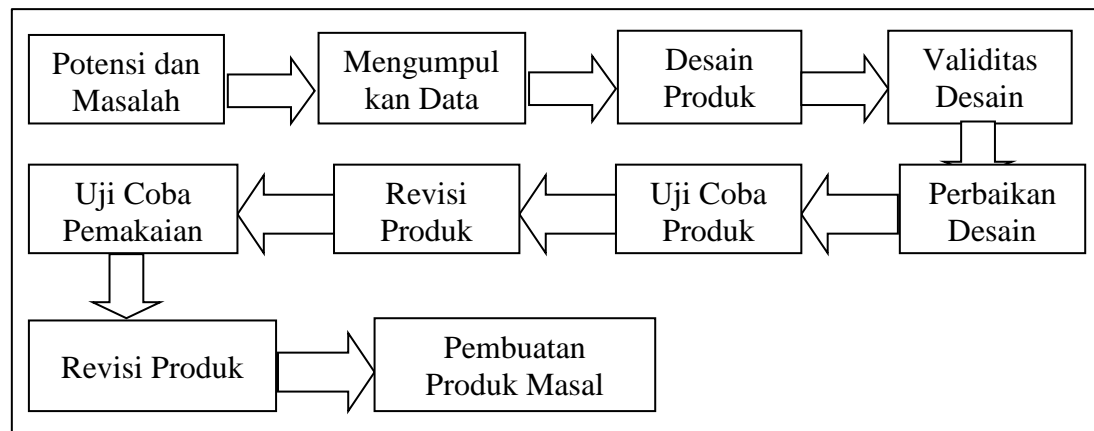 Potensi dan
Masalah
Mengumpul
kan Data
Desain
Produk
Validitas
Desain
Perbaikan
Desain
Uji Coba
Produk
Revisi
Produk
Uji Coba
Pemakaian
Revisi Produk
Pembuatan
Produk Masal